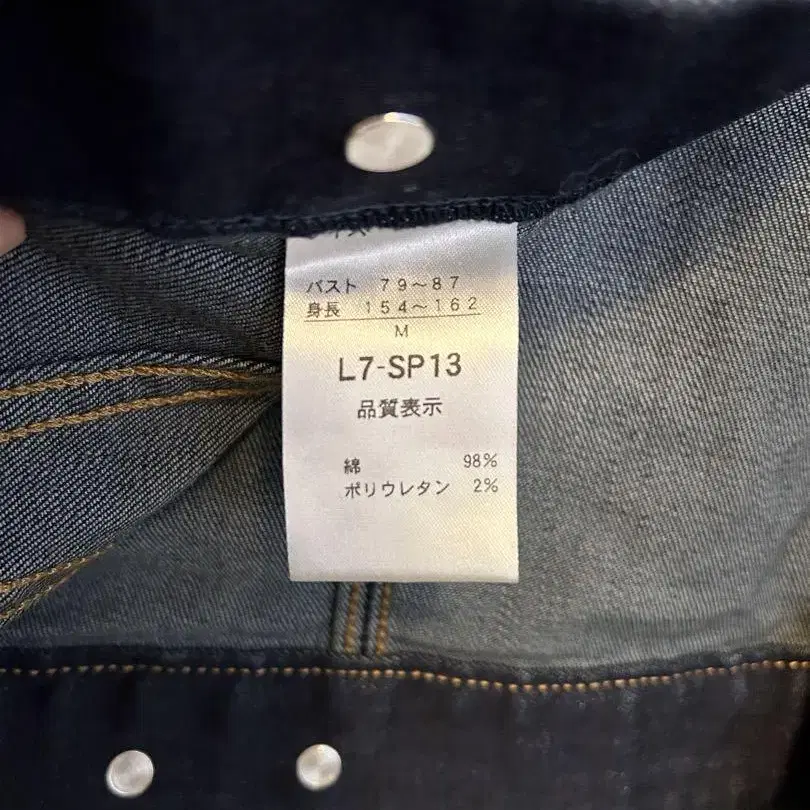 バスト 79～87
身長 154～162
M
L7-SP13
品質表示
綿 98%
ポリウレタン 2%